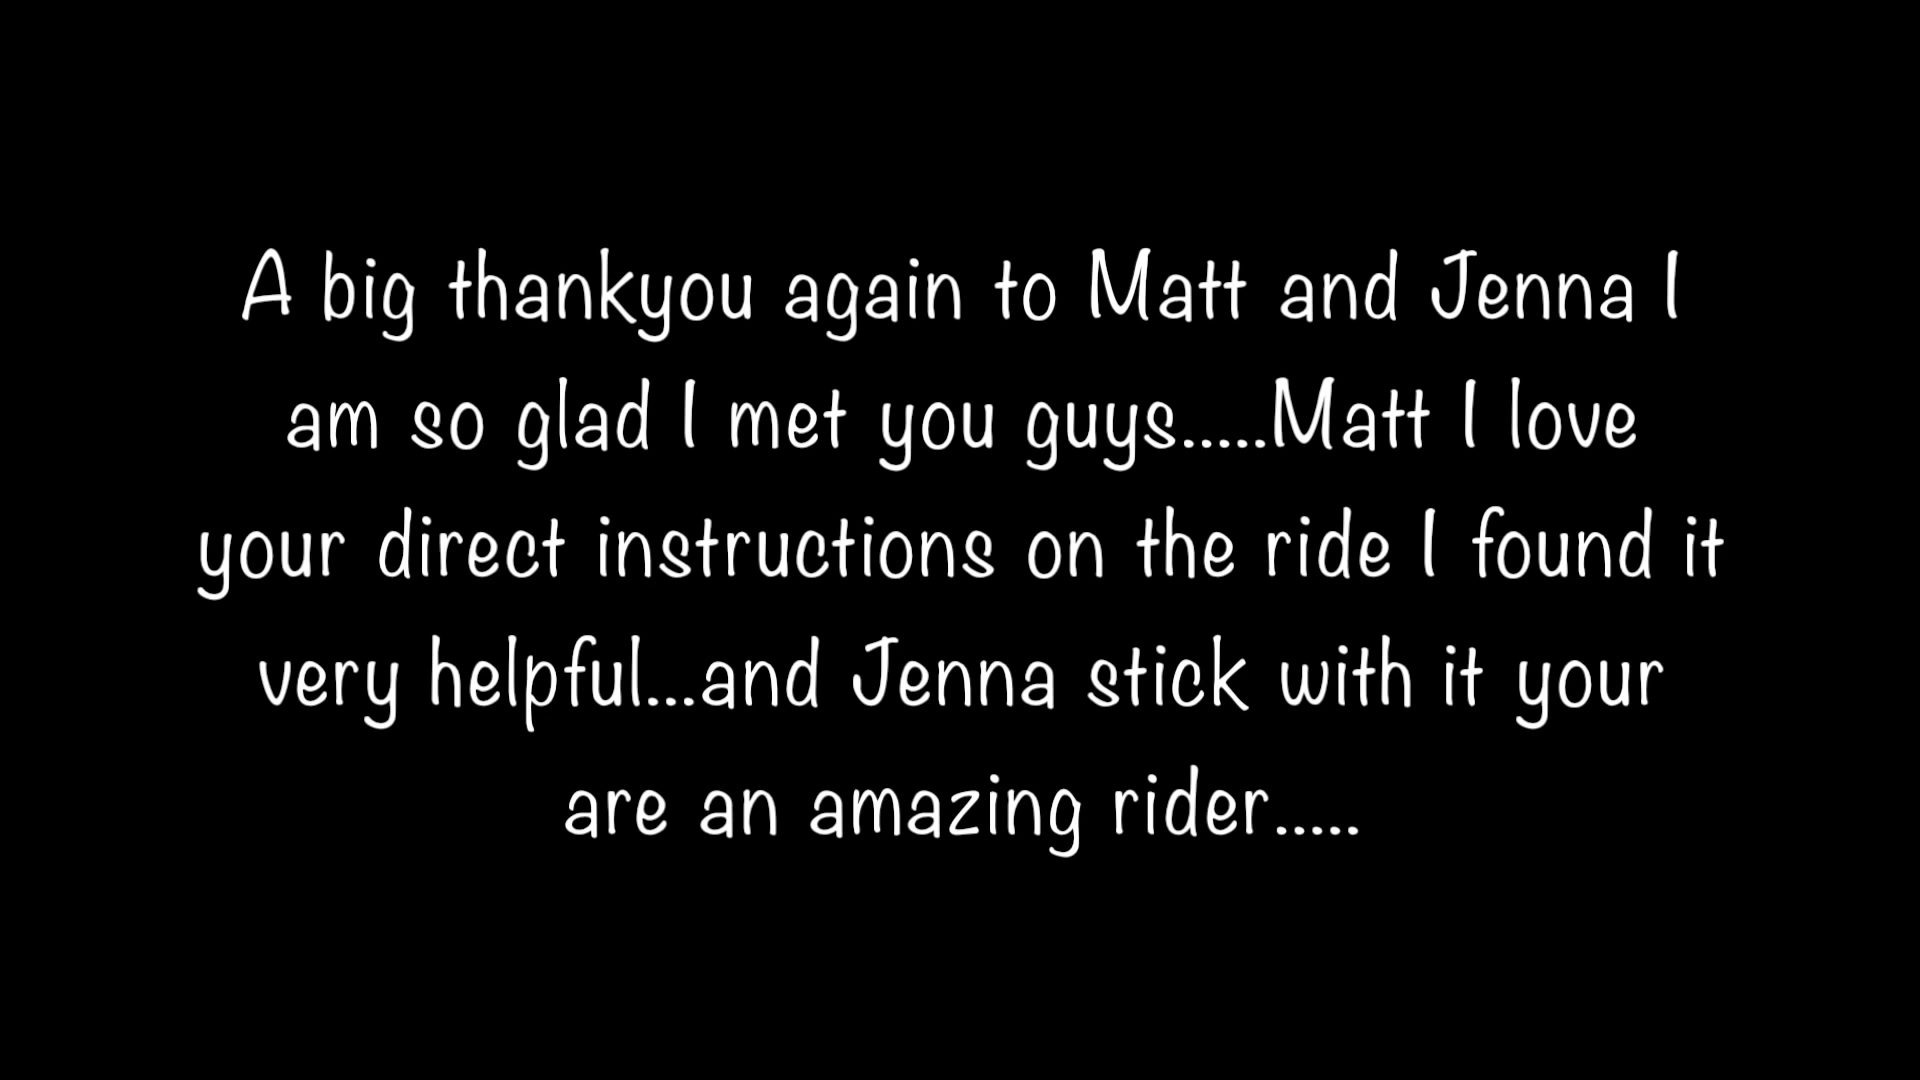 A big thankyou again to Matt and Jenna I
am so glad I met you guys.....Matt I love
your direct instructions on the ride I found it
very helpful...and Jenna stick with it your
are an amazing rider.....